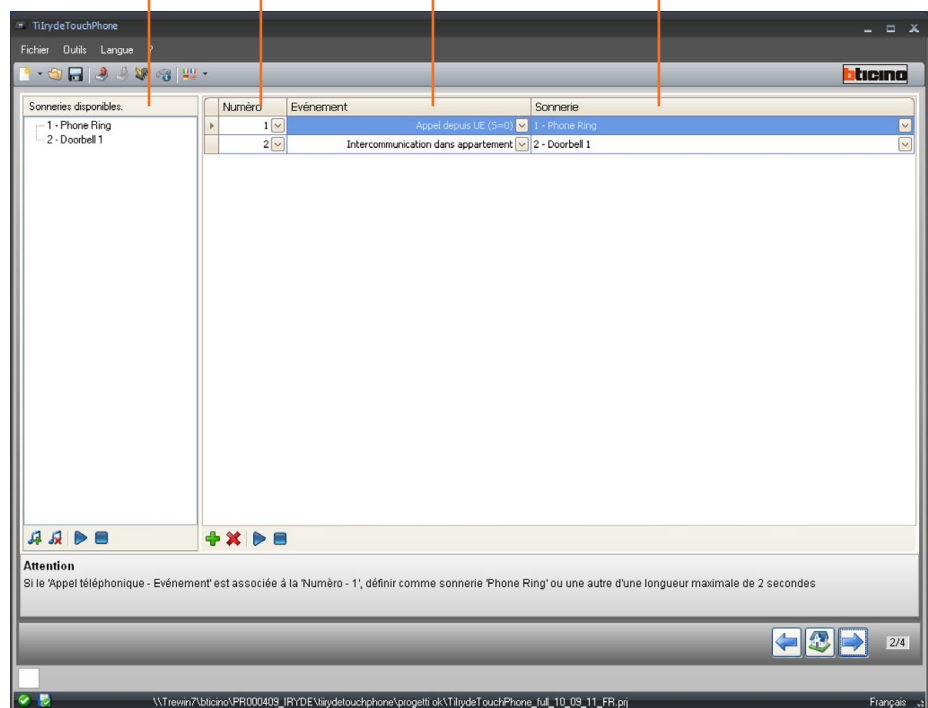 TiIrydeTouchPhone
Fichier Outils Langue ?
bticino
Sonneries disponibles.
1 - Phone Ring
2 - Doorbell 1
Numèro Evénement Sonnerie
1 Appel depuis UE (S=0) 1 - Phone Ring
2 Intercommunication dans appartement 2 - Doorbell 1
Attention
Si le 'Appel téléphonique - Evénement' est associée à la 'Numèro - 1', définir comme sonnerie 'Phone Ring' ou une autre d'une longueur maximale de 2 secondes
2/4
\\Trewin7\bticino\PR000409_IRYDE\tiirydetouchphone\progetti ok\TiIrydeTouchPhone_full_10_09_11_FR.prj Français